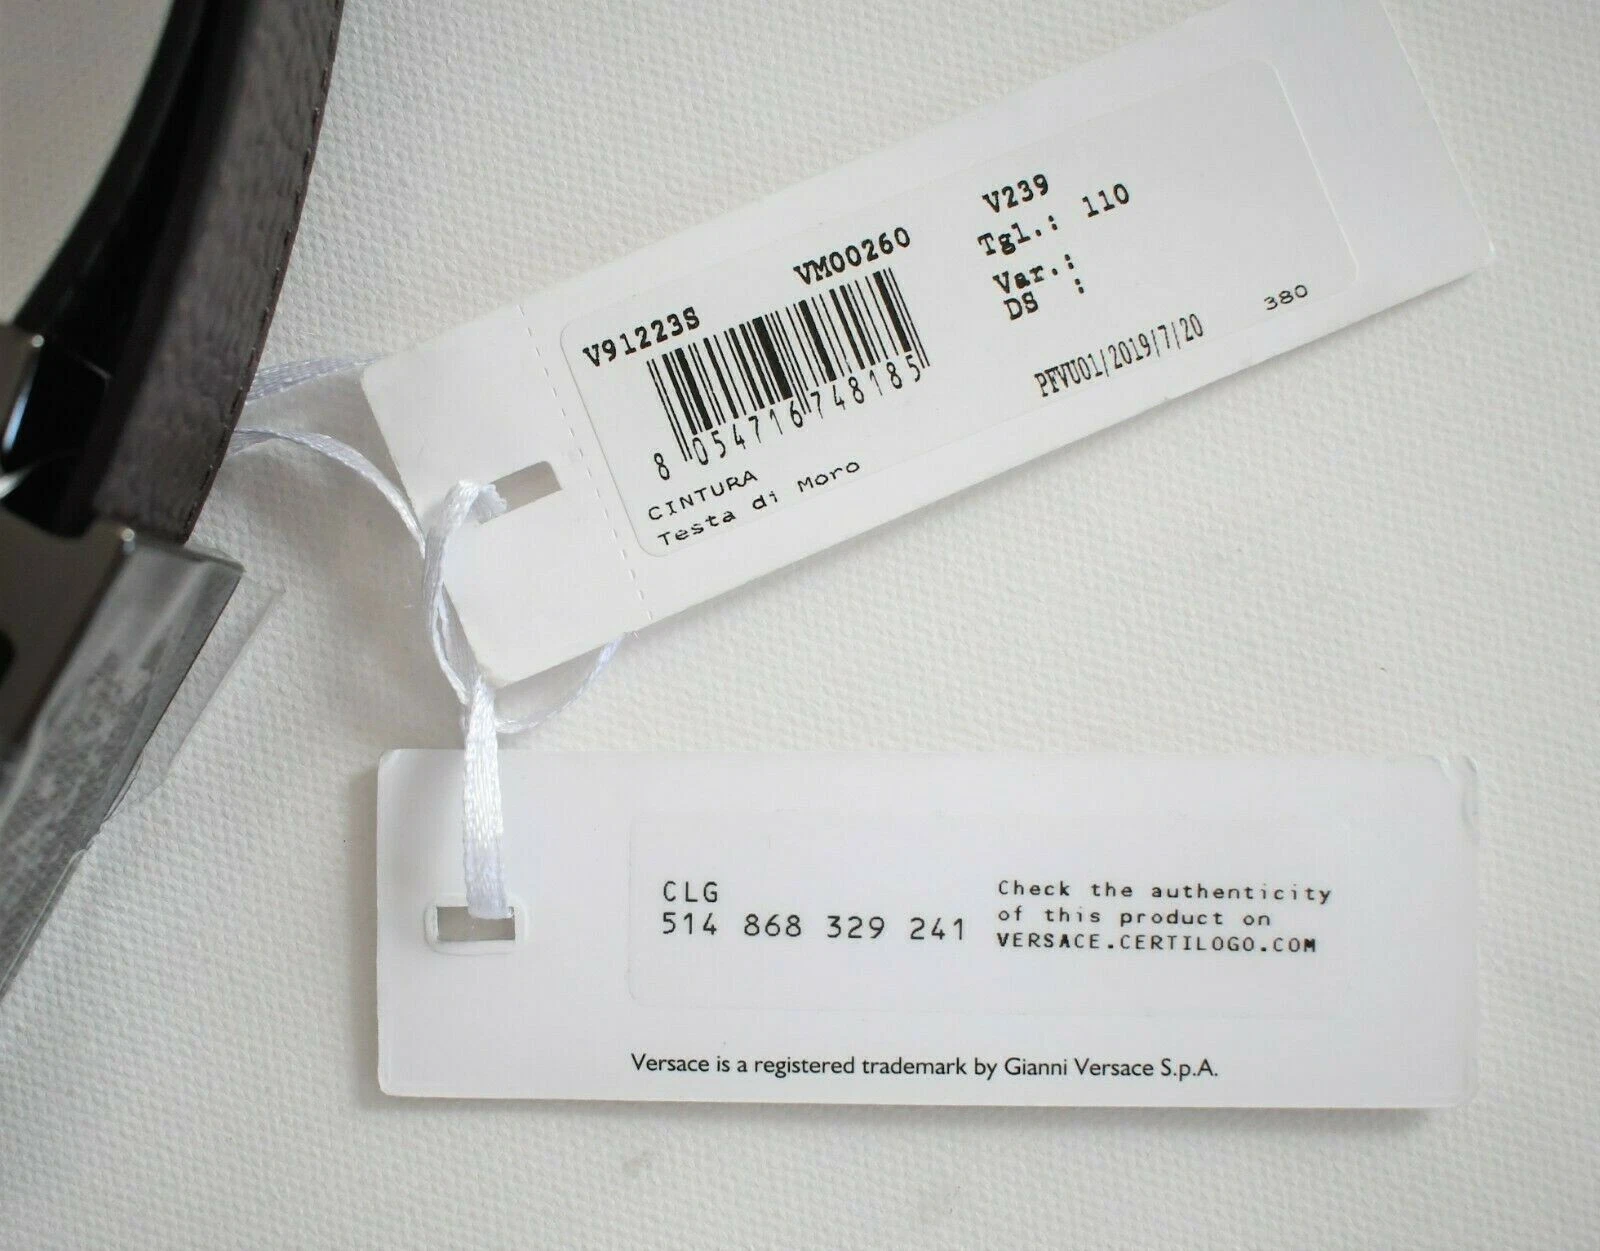 V91223S VM00260
8 054716 748185
CINTURA
Testa di Moro
V239
Tgl.: 110
Var.:
DS :
PFVU01/2019/7/20 380
CLG
514 868 329 241
Check the authenticity
of this product on
VERSACE.CERTILOGO.COM
Versace is a registered trademark by Gianni Versace S.p.A.